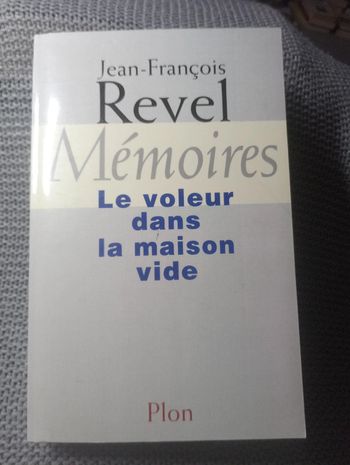 Jean-François
Revel
Mémoires
Le voleur
dans
la maison
vide
Plon